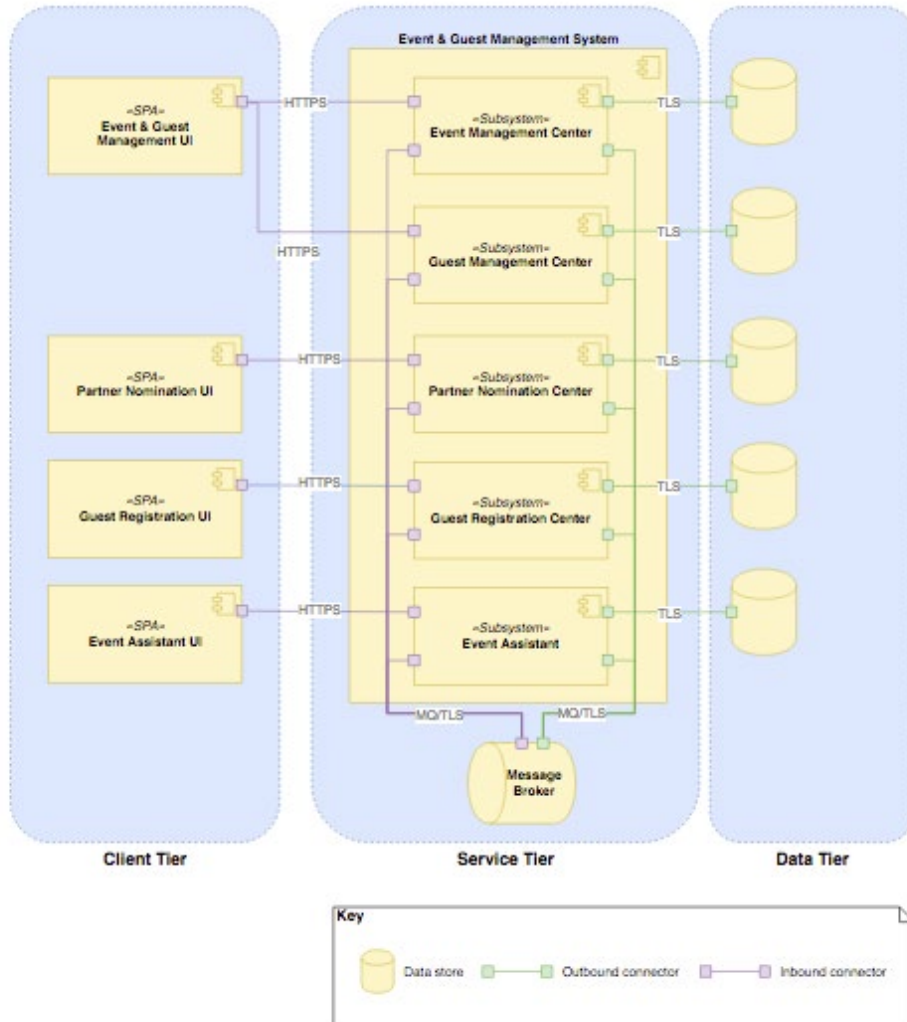 Event & Guest Management System
«SPA»
Event & Guest
Management UI
HTTPS
«Subsystem»
Event Management Center
TLS
HTTPS
«Subsystem»
Guest Management Center
TLS
«SPA»
Partner Nomination UI
HTTPS
«Subsystem»
Partner Nomination Center
TLS
«SPA»
Guest Registration UI
HTTPS
«Subsystem»
Guest Registration Center
TLS
«SPA»
Event Assistant UI
HTTPS
«Subsystem»
Event Assistant
TLS
MQ/TLS
MQ/TLS
Message
Broker
Client Tier
Service Tier
Data Tier
Key
Data store
Outbound connector
Inbound connector